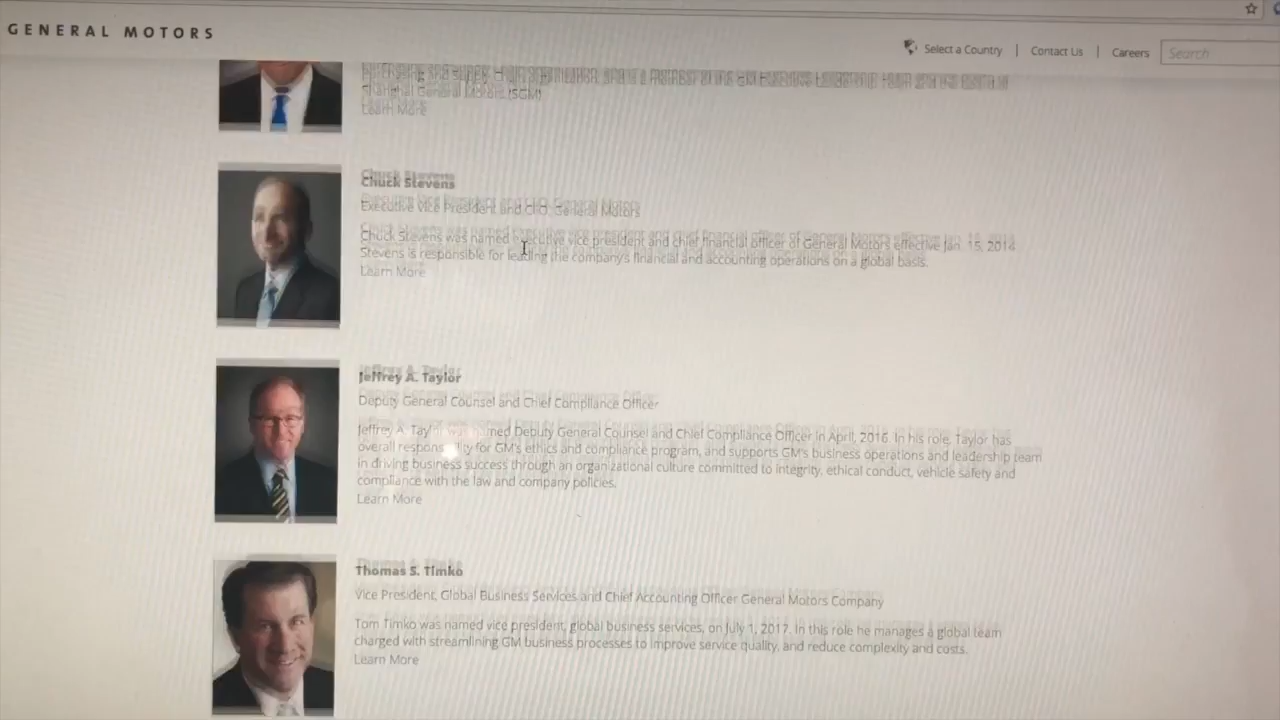 GENERAL MOTORS
Select a Country | Contact Us | Careers Search
Shanghai General Motors (SGM)
Learn More
Chuck Stevens
Executive Vice President and CFO, General Motors
Chuck Stevens was named executive vice president and chief financial officer of General Motors effective Jan. 15, 2014
Stevens is responsible for leading the company's financial and accounting operations on a global basis.
Learn More
Jeffrey A. Taylor
Deputy General Counsel and Chief Compliance Officer
Jeffrey A. Taylor was named Deputy General Counsel and Chief Compliance Officer in April, 2016. In his role, Taylor has
overall responsibility for GM's ethics and compliance program, and supports GM's business operations and leadership team
in driving business success through an organizational culture committed to integrity, ethical conduct, vehicle safety and
compliance with the law and company policies.
Learn More
Thomas S. Timko
Vice President, Global Business Services and Chief Accounting Officer General Motors Company
Tom Timko was named vice president, global business services, on July 1, 2017. In this role he manages a global team
charged with streamlining GM business processes to improve service quality, and reduce complexity and costs.
Learn More